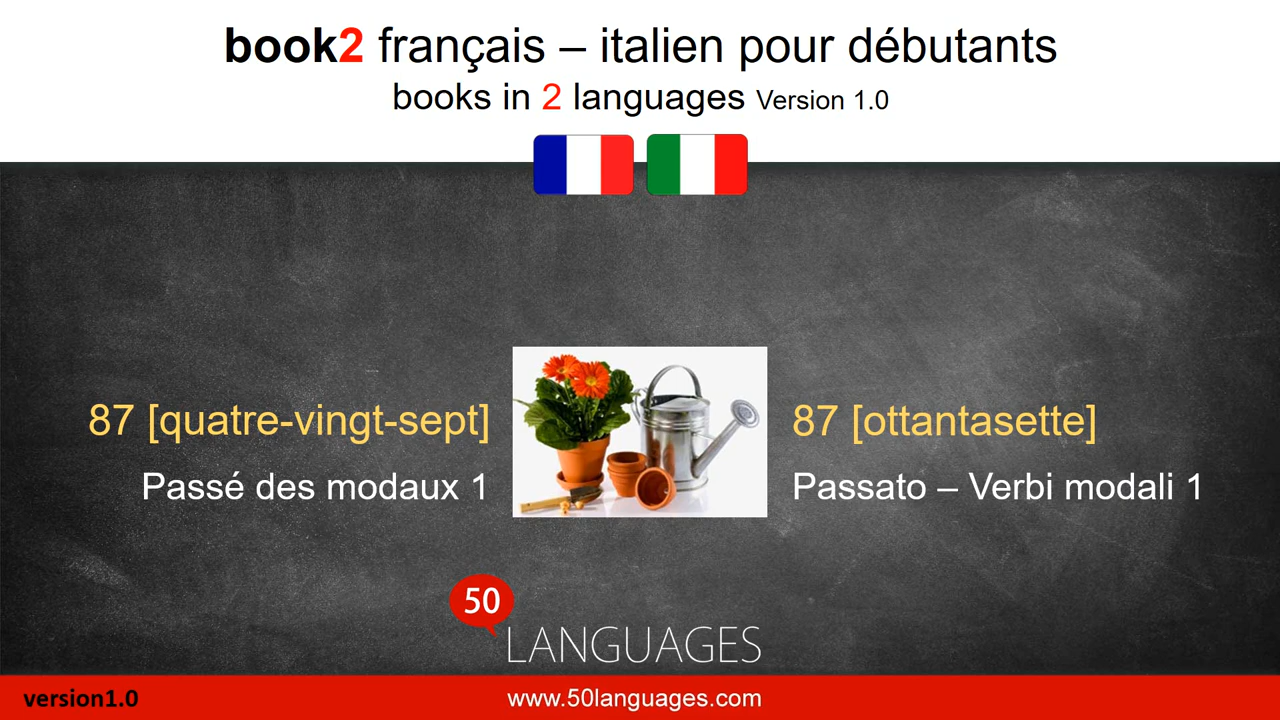 book2 français – italien pour débutants
books in 2 languages Version 1.0
87 [quatre-vingt-sept]
Passé des modaux 1
87 [ottantasette]
Passato – Verbi modali 1
50
LANGUAGES
version1.0
www.50languages.com